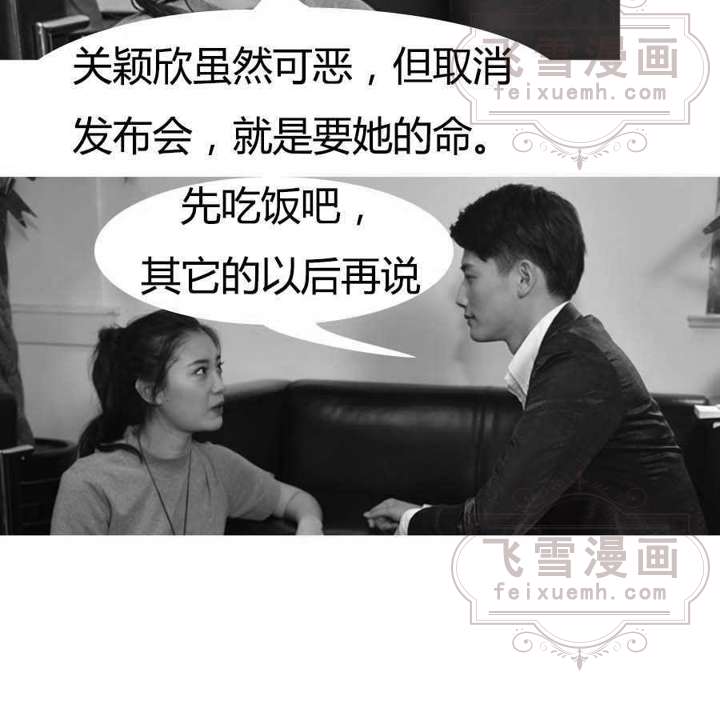 飞雪漫画
feixuemh.com
关颖欣虽然可恶，但取消
发布会，就是要她的命。
先吃饭吧，
其它的以后再说
飞雪漫画
feixuemh.com